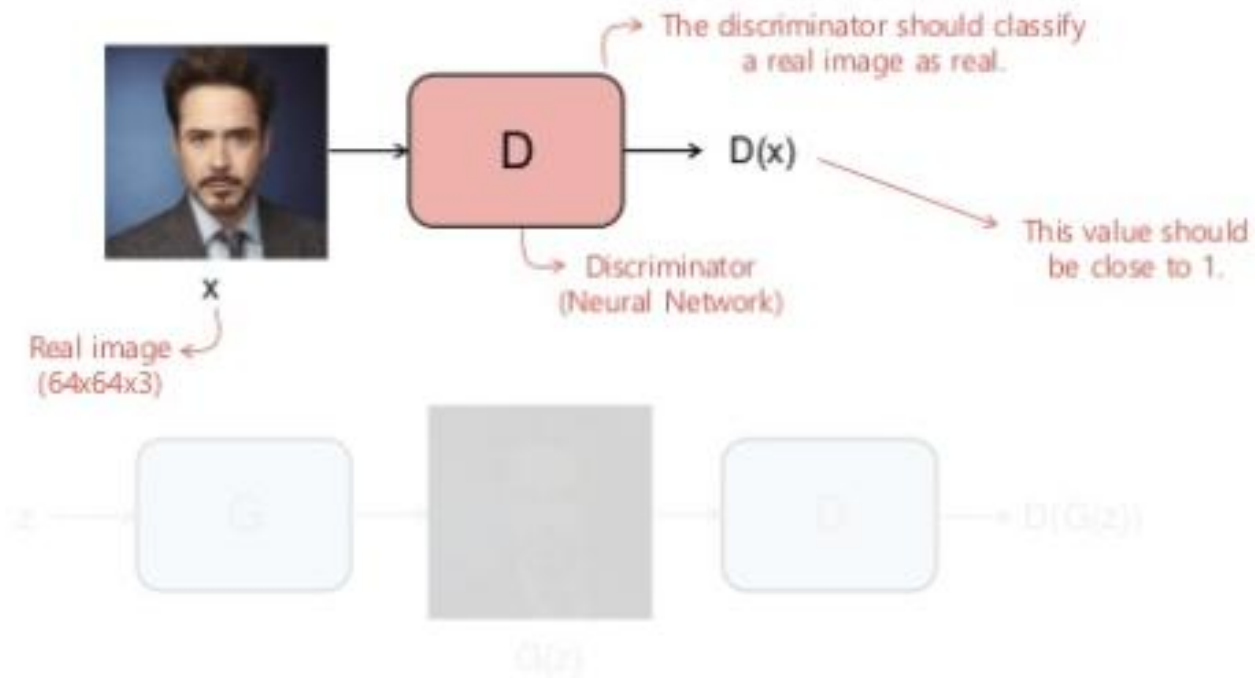 The discriminator should classify
a real image as real.
D
D(x)
This value should
be close to 1.
Discriminator
(Neural Network)
x
Real image
(64x64x3)
z
G
D
D(G(z))
G(z)